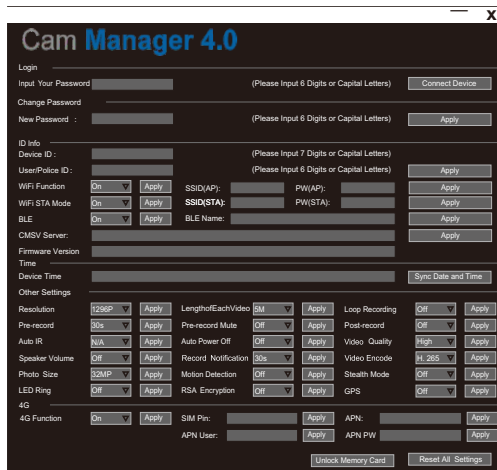 — x
Cam Manager 4.0
Login
Input Your Password (Please Input 6 Digits or Capital Letters) Connect Device
Change Password
New Password : (Please Input 6 Digits or Capital Letters) Apply
ID Info
Device ID : (Please Input 7 Digits or Capital Letters)
User/Police ID : (Please Input 6 Digits or Capital Letters) Apply
WiFi Function On Apply SSID(AP): PW(AP): Apply
WiFi STA Mode On Apply SSID(STA): PW(STA): Apply
BLE On Apply BLE Name: Apply
CMSV Server: Apply
Firmware Version
Time
Device Time Sync Date and Time
Other Settings
Resolution 1296P Apply LengthofEachVideo 5M Apply Loop Recording Off Apply
Pre-record 30s Apply Pre-record Mute Off Apply Post-record Off Apply
Auto IR N/A Apply Auto Power Off Off Apply Video Quality High Apply
Speaker Volume Off Apply Record Notification 30s Apply Video Encode H. 265 Apply
Photo Size 32MP Apply Motion Detection Off Apply Stealth Mode Off Apply
LED Ring Off Apply RSA Encryption Off Apply GPS Off Apply
4G
4G Function On Apply SIM Pin: Apply APN: Apply
APN User: Apply APN PW Apply
Unlock Memory Card Reset All Settings